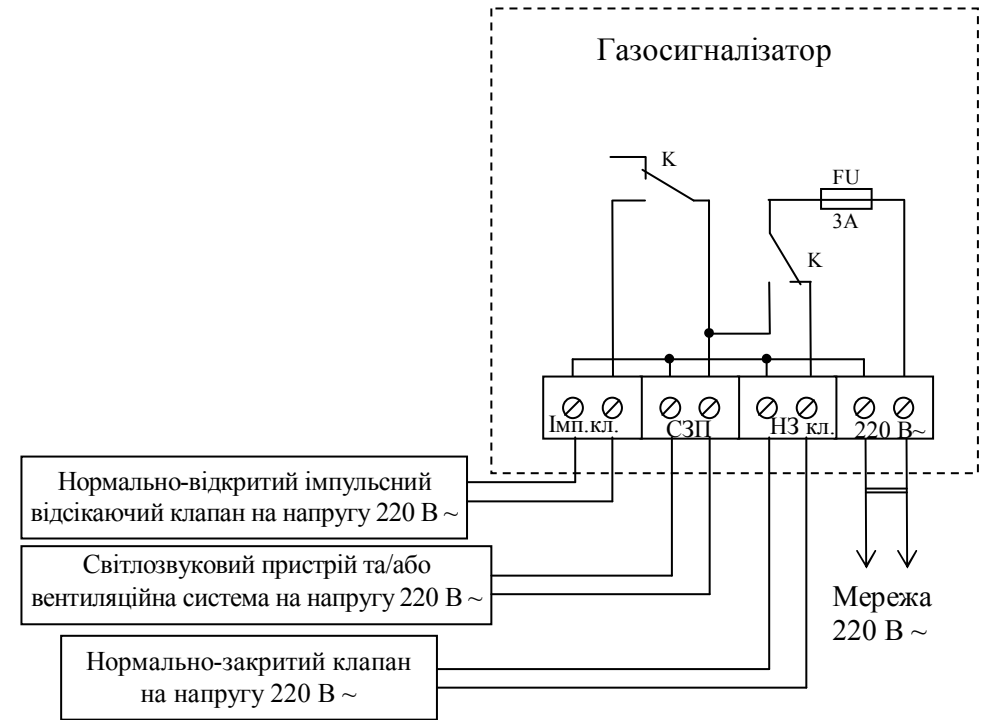 Газосигналізатор
К
FU
3А
К
Імп.кл.
СЗП
НЗ кл.
220 В~
Нормально-відкритий імпульсний
відсікаючий клапан на напругу 220 В ~
Світлозвуковий пристрій та/або
вентиляційна система на напругу 220 В ~
Нормально-закритий клапан
на напругу 220 В ~
Мережа
220 В ~